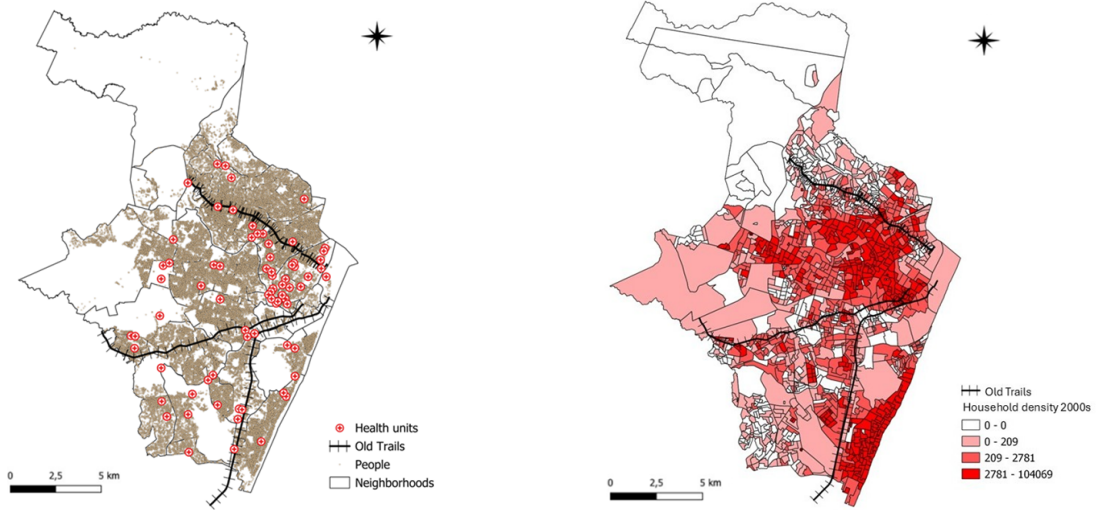 Health units
Old Trails
People
Neighborhoods
0 2,5 5 km
Old Trails
Household density 2000s
0 - 0
0 - 209
209 - 2781
2781 - 104069
0 2,5 5 km